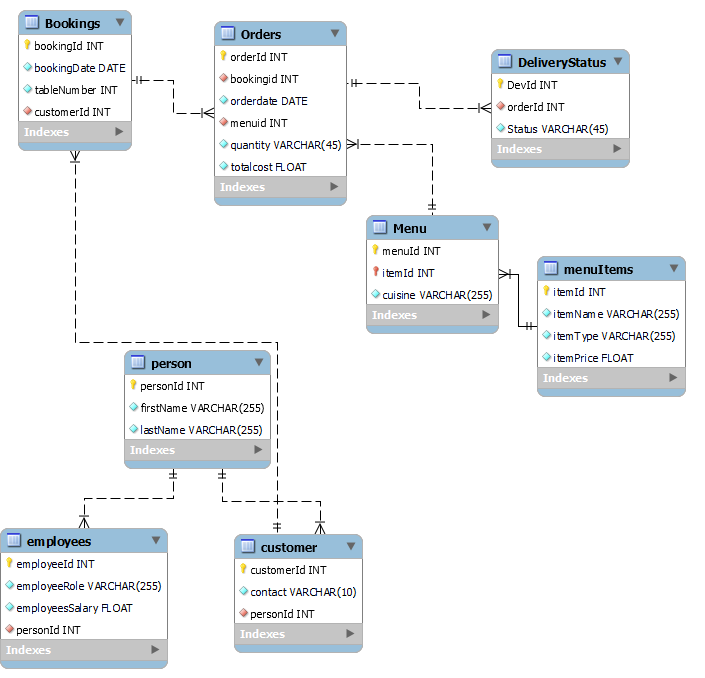 Bookings
bookingId INT
bookingDate DATE
tableNumber INT
customerId INT
Indexes
Orders
orderId INT
bookingid INT
orderdate DATE
menuid INT
quantity VARCHAR(45)
totalcost FLOAT
Indexes
DeliveryStatus
DevId INT
orderId INT
Status VARCHAR(45)
Indexes
Menu
menuId INT
itemId INT
cuisine VARCHAR(255)
Indexes
menuItems
itemId INT
itemName VARCHAR(255)
itemType VARCHAR(255)
itemPrice FLOAT
Indexes
person
personId INT
firstName VARCHAR(255)
lastName VARCHAR(255)
Indexes
employees
employeeId INT
employeeRole VARCHAR(255)
employeesSalary FLOAT
personId INT
Indexes
customer
customerId INT
contact VARCHAR(10)
personId INT
Indexes